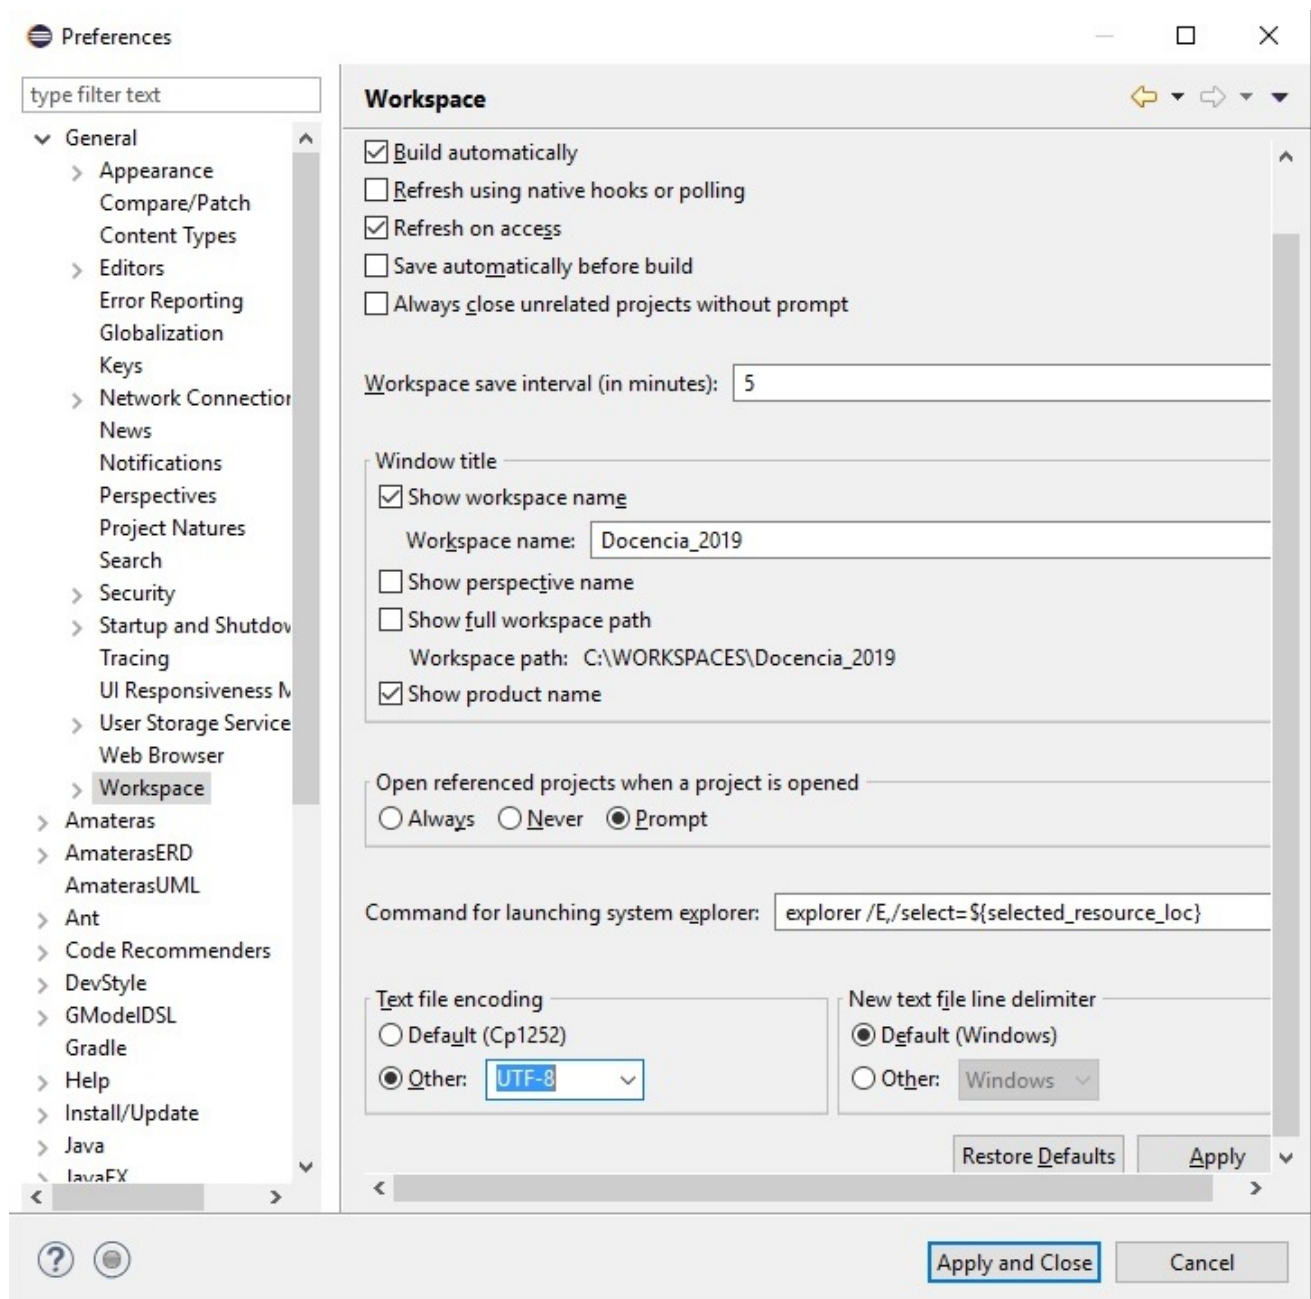 Preferences
type filter text
General
Appearance
Compare/Patch
Content Types
Editors
Error Reporting
Globalization
Keys
Network Connection
News
Notifications
Perspectives
Project Natures
Search
Security
Startup and Shutdow
Tracing
UI Responsiveness M
User Storage Service
Web Browser
Workspace
Amateras
AmaterasERD
AmaterasUML
Ant
Code Recommenders
DevStyle
GModelDSL
Gradle
Help
Install/Update
Java
JavaFX
Workspace
Build automatically
Refresh using native hooks or polling
Refresh on access
Save automatically before build
Always close unrelated projects without prompt
Workspace save interval (in minutes): 5
Window title
Show workspace name
Workspace name: Docencia_2019
Show perspective name
Show full workspace path
Workspace path: C:\WORKSPACES\Docencia_2019
Show product name
Open referenced projects when a project is opened
Always Never Prompt
Command for launching system explorer: explorer /E,/select=${selected_resource_loc}
Text file encoding
Default (Cp1252)
Other: UTF-8
New text file line delimiter
Default (Windows)
Other: Windows
Restore Defaults Apply
? Apply and Close Cancel